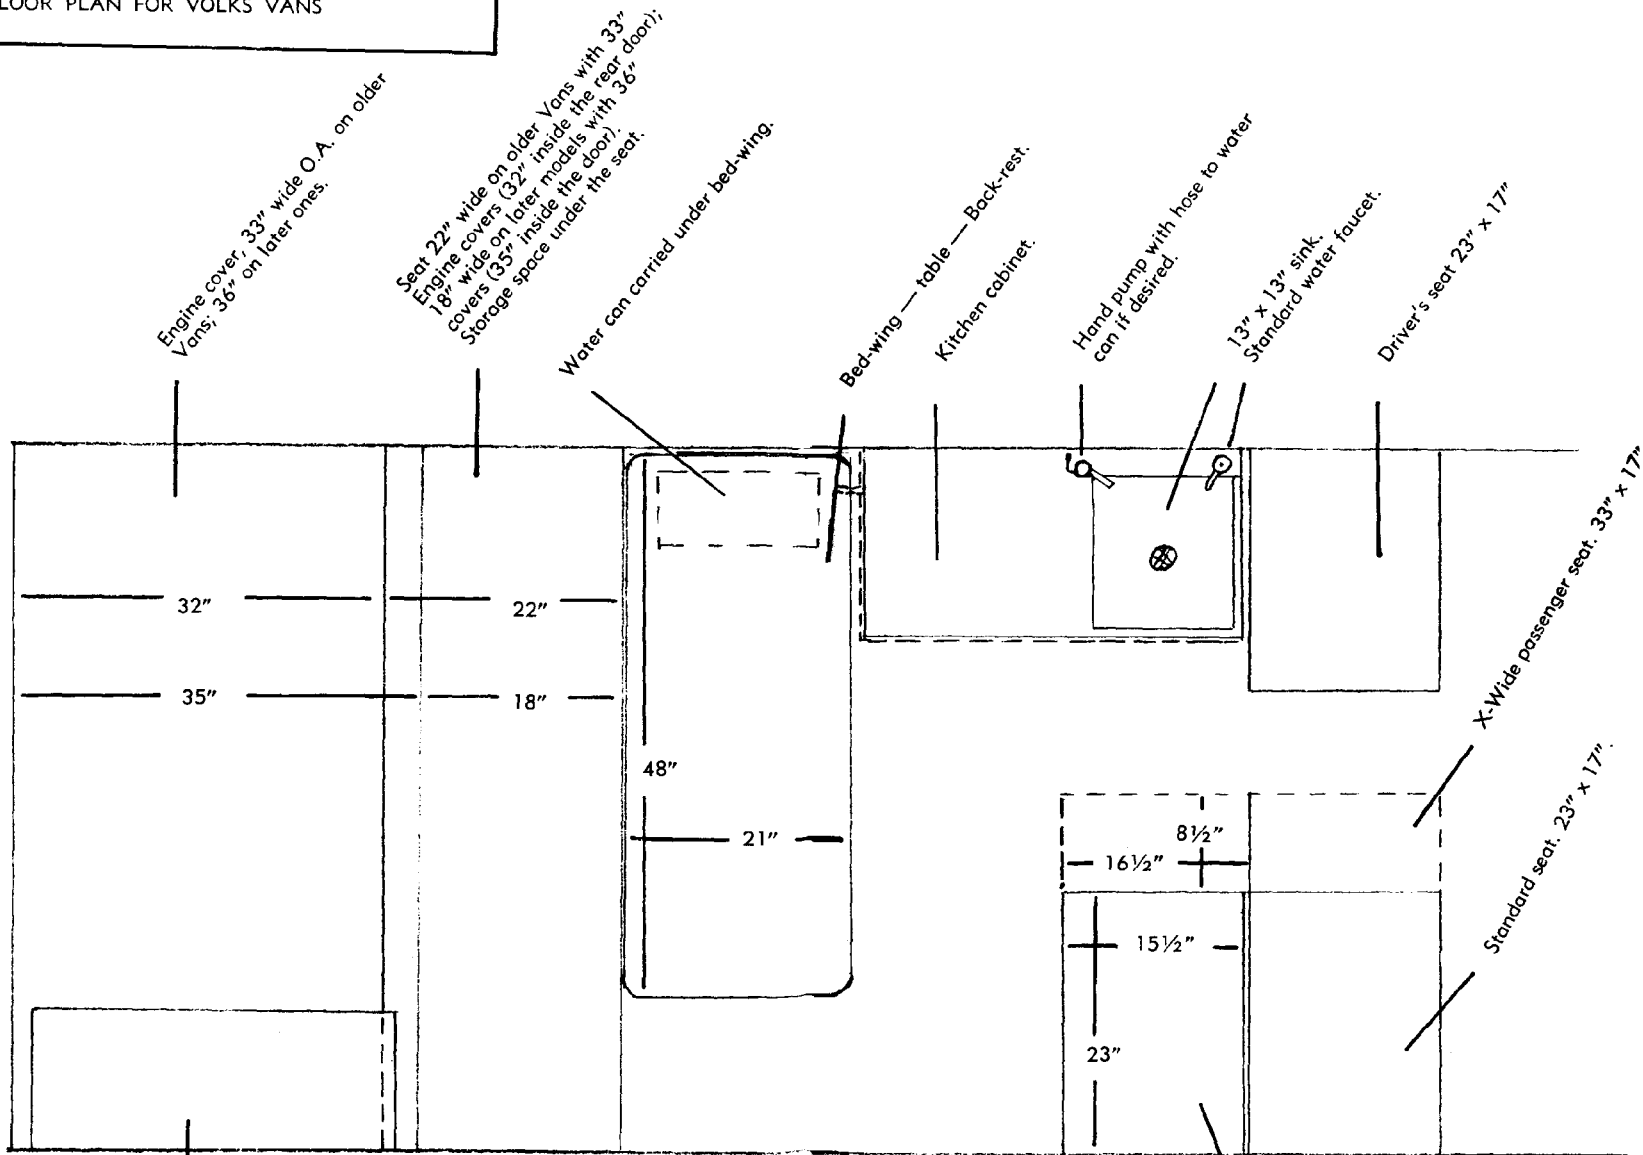 LOOR PLAN FOR VOLKS VANS
Engine cover, 33" wide O.A. on older
Vans; 36" on later ones.
Seat 22" wide on older Vans with 33"
Engine covers (32" inside the rear door);
18" wide on later models with 36"
covers (35" inside the door).
Storage space under the seat.
Water can carried under bed-wing.
Bed-wing — table — Back-rest.
Kitchen cabinet.
Hand pump with hose to water
can if desired.
13" x 13" sink.
Standard water faucet.
Driver's seat 23" x 17"
X-Wide passenger seat. 33" x 17"
Standard seat. 23" x 17".
32"
22"
35"
18"
48"
21"
8½"
16½"
15½"
23"